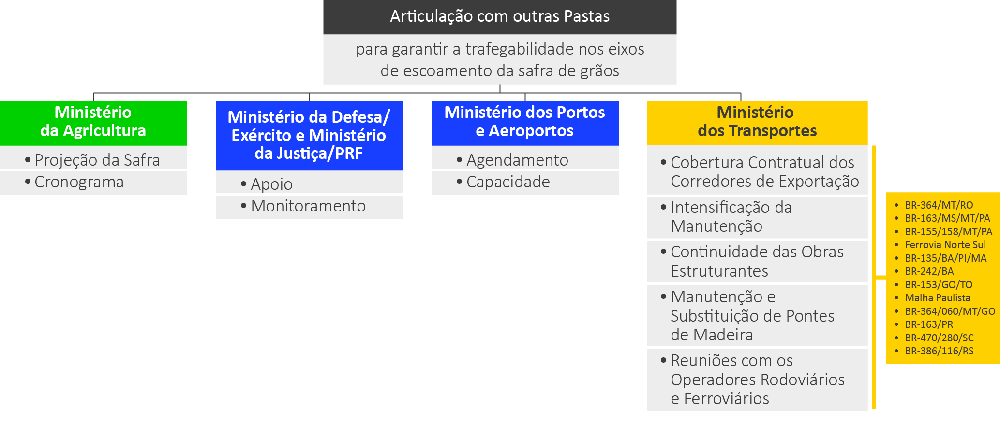 Articulação com outras Pastas
para garantir a trafegabilidade nos eixos
de escoamento da safra de grãos
Ministério
da Agricultura
• Projeção da Safra
• Cronograma
Ministério da Defesa/
Exército e Ministério
da Justiça/PRF
• Apoio
• Monitoramento
Ministério dos Portos
e Aeroportos
• Agendamento
• Capacidade
Ministério
dos Transportes
• Cobertura Contratual dos
Corredores de Exportação
• Intensificação da
Manutenção
• Continuidade das Obras
Estruturantes
• Manutenção e
Substituição de Pontes
de Madeira
• Reuniões com os
Operadores Rodoviários
e Ferroviários
• BR-364/MT/RO
• BR-163/MS/MT/PA
• BR-155/158/MT/PA
• Ferrovia Norte Sul
• BR-135/BA/PI/MA
• BR-242/BA
• BR-153/GO/TO
• Malha Paulista
• BR-364/060/MT/GO
• BR-163/PR
• BR-470/280/SC
• BR-386/116/RS